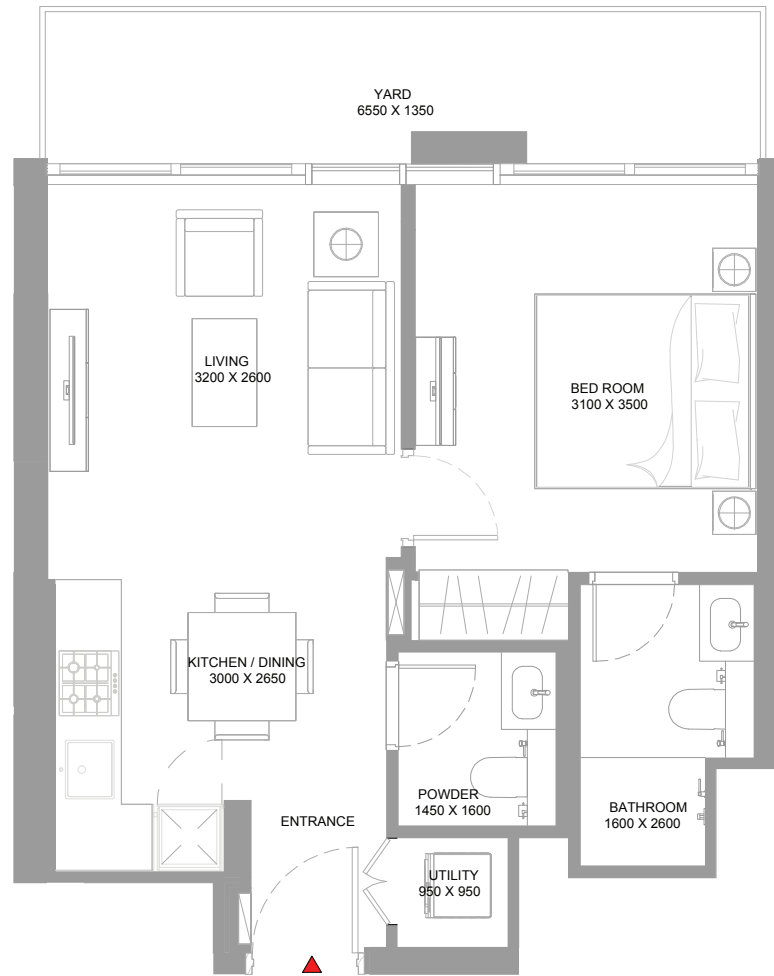 YARD
6550 X 1350
LIVING
3200 X 2600
BED ROOM
3100 X 3500
KITCHEN / DINING
3000 X 2650
POWDER
1450 X 1600
ENTRANCE
BATHROOM
1600 X 2600
UTILITY
950 X 950